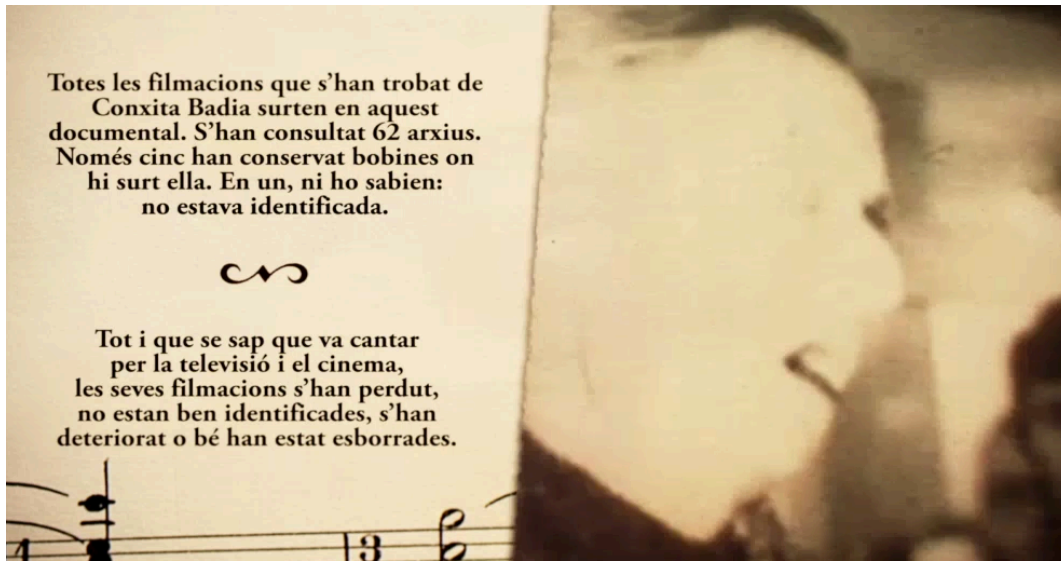 Totes les filmacions que s’han trobat de
Conxita Badia surten en aquest
documental. S’han consultat 62 arxius.
Només cinc han conservat bobines on
hi surt ella. En un, ni ho sabien:
no estava identificada.
Tot i que se sap que va cantar
per la televisió i el cinema,
les seves filmacions s’han perdut,
no estan ben identificades, s’han
deteriorat o bé han estat esborrades.
3